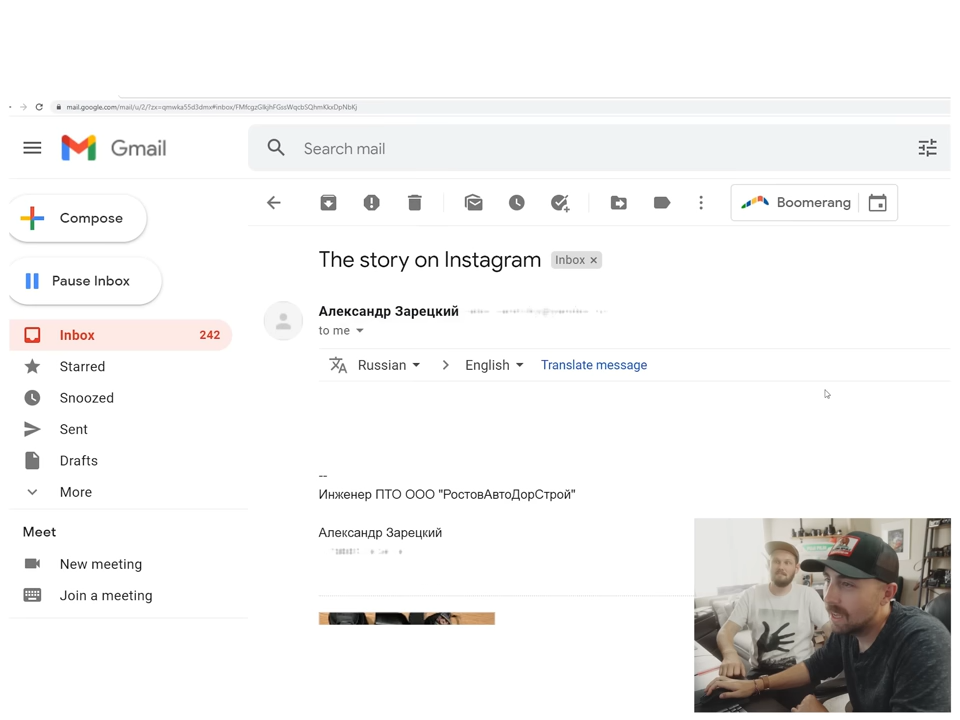 mail.google.com/mail/u/2/?zx=qmwka55d3dmx#inbox/FMfcgzGlkjhFGssWqcbSQhmKkxDpNbKj
Gmail
Search mail
Compose
Boomerang
Pause Inbox
The story on Instagram Inbox ×
Александр Зарецкий
to me
Inbox 242
Starred
Russian > English Translate message
Snoozed
Sent
Drafts
More
--
Инженер ПТО ООО "РостовАвтоДорСтрой"
Александр Зарецкий
Meet
New meeting
Join a meeting